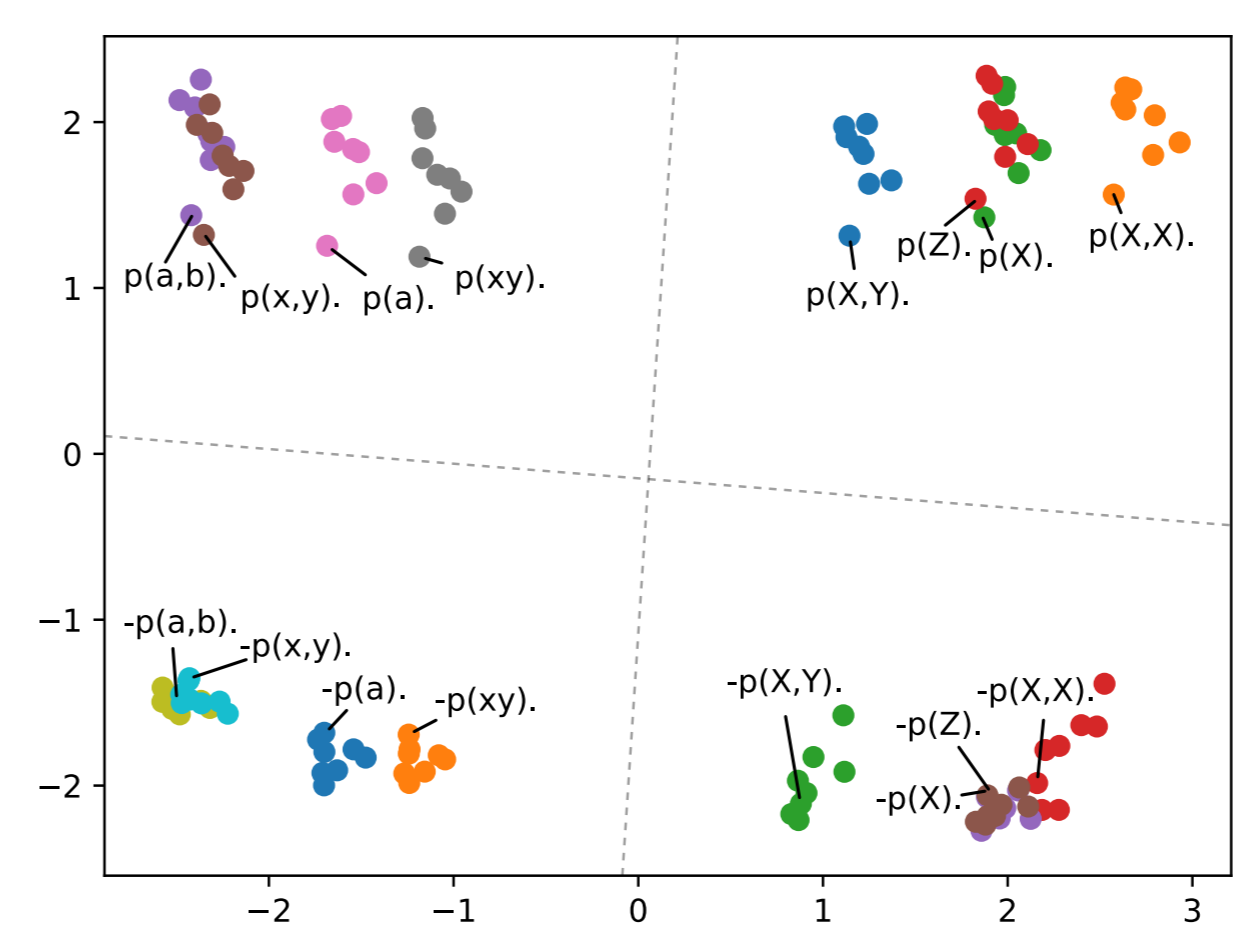 2
1
0
−1
−2
p(a,b).
p(x,y).
p(a).
p(xy).
p(X,Y).
p(Z).
p(X).
p(X,X).
-p(a,b).
-p(x,y).
-p(a).
-p(xy).
-p(X,Y).
-p(X,X).
-p(Z).
-p(X).
−2
−1
0
1
2
3